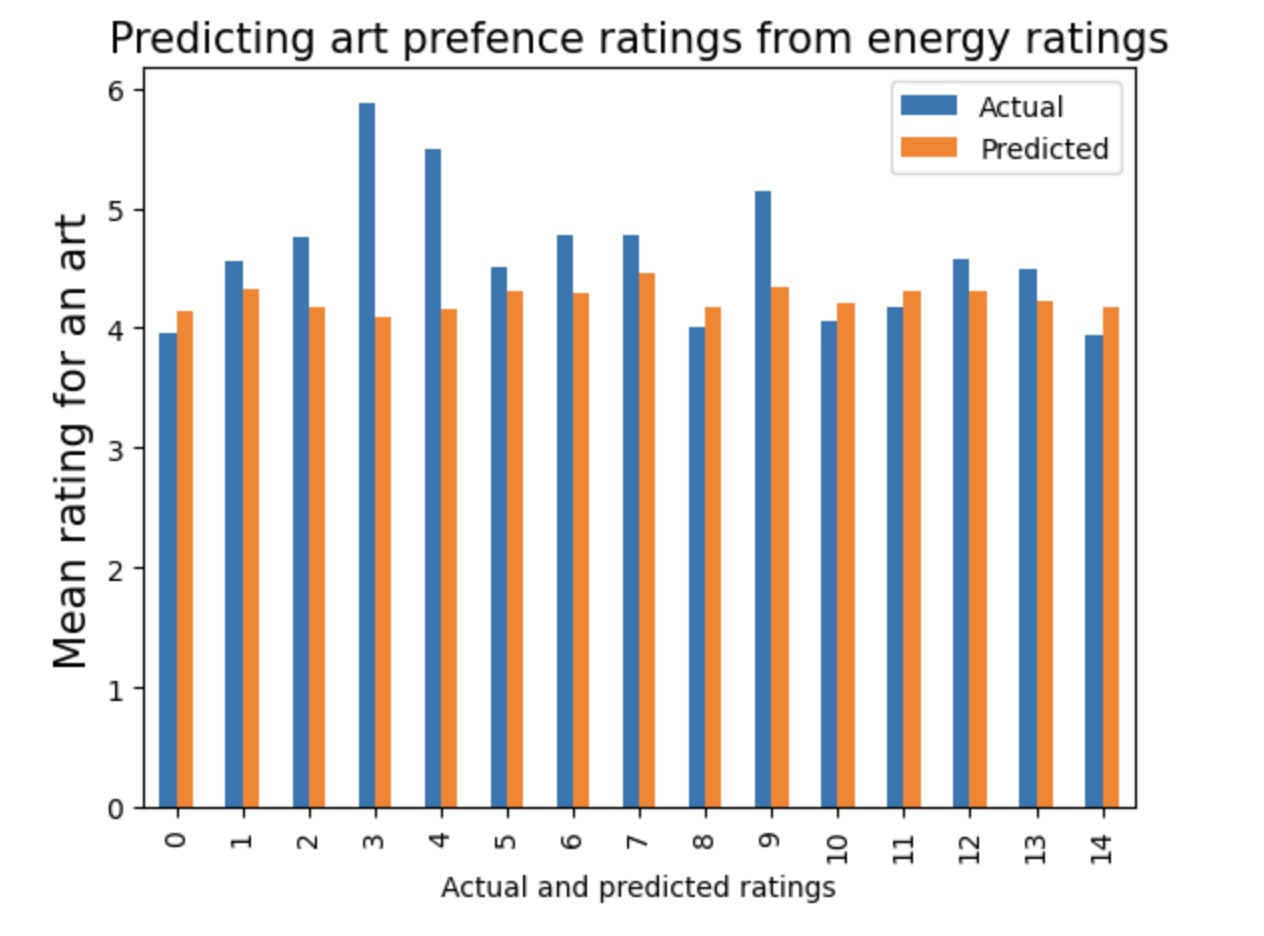 Predicting art prefence ratings from energy ratings
Actual
Predicted
Mean rating for an art
6
5
4
3
2
1
0
0 1 2 3 4 5 6 7 8 9 10 11 12 13 14
Actual and predicted ratings